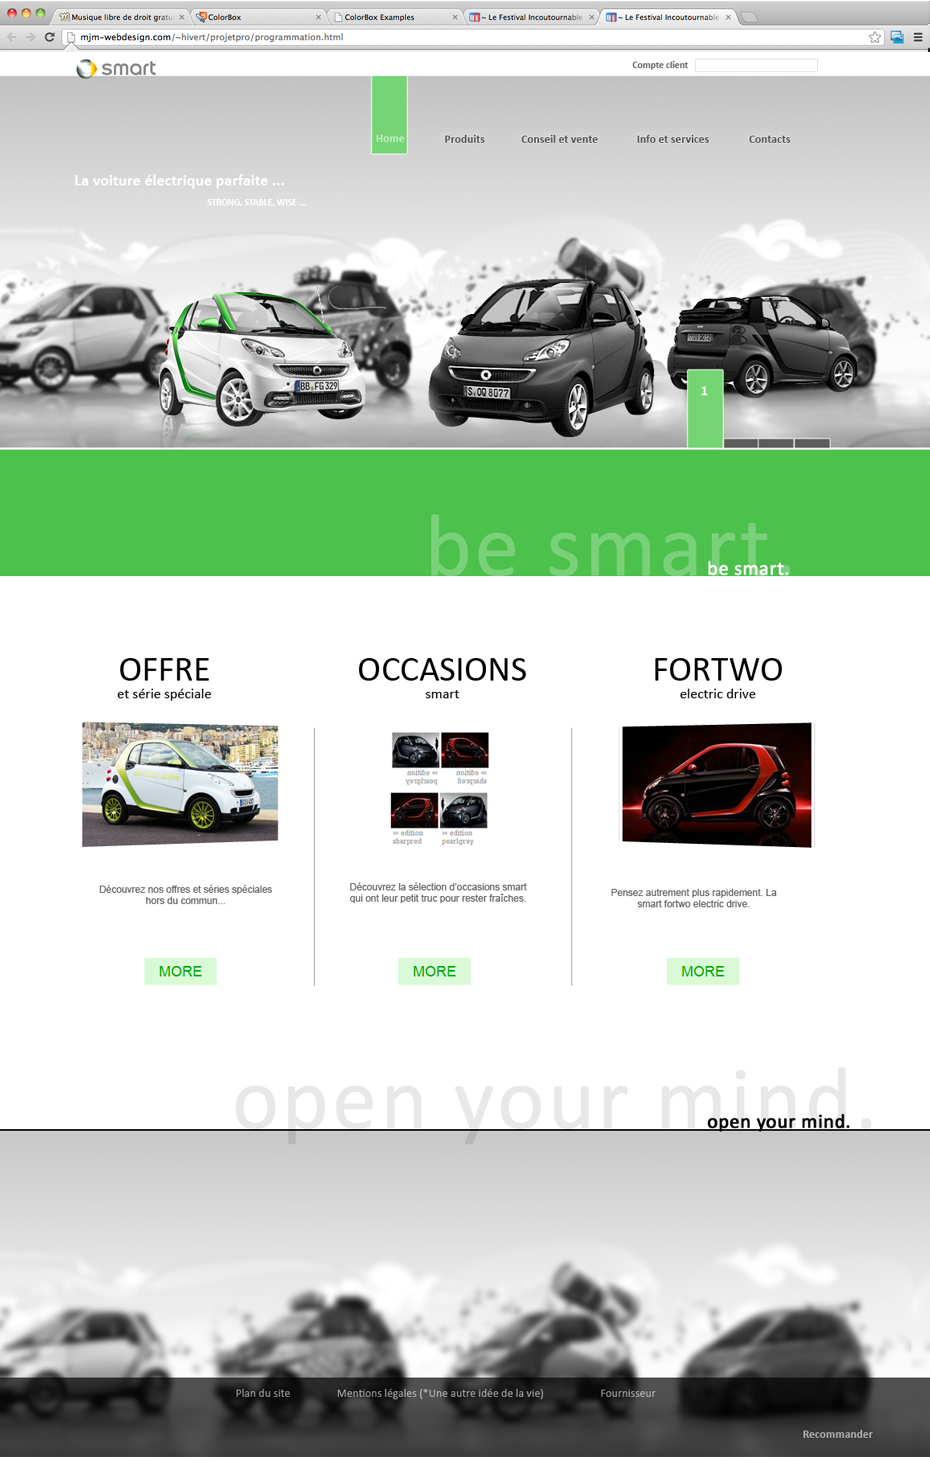 Musique libre de droit gratu
ColorBox
ColorBox Examples
~ Le Festival Incoutournable
~ Le Festival Incoutournable
mjm-webdesign.com/~hivert/projetpro/programmation.html
smart
Compte client
Home
Produits
Conseil et vente
Info et services
Contacts
La voiture électrique parfaite ...
STRONG, STABLE, WISE ...
BB FG 329
S OQ 8077
1
be smart.
be smart.
OFFRE
et série spéciale
OCCASIONS
smart
FORTWO
electric drive
» edition
pearlgrey
» edition
sharpred
» edition
sharpred
» edition
pearlgrey
Découvrez nos offres et séries spéciales
hors du commun...
Découvrez la sélection d'occasions smart
qui ont leur petit truc pour rester fraîches.
Pensez autrement plus rapidement. La
smart fortwo electric drive.
MORE
MORE
MORE
open your mind.
open your mind.
Plan du site
Mentions légales (*Une autre idée de la vie)
Fournisseur
Recommander